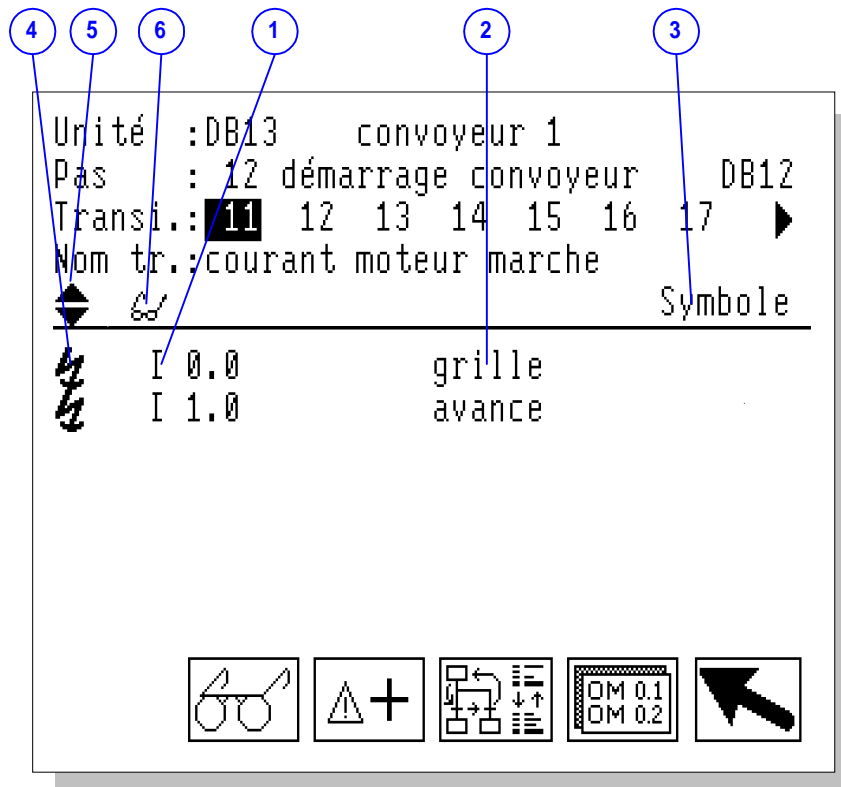 4 5 6 1 2 3
Unité :DB13 convoyeur 1
Pas : 12 démarrage convoyeur DB12
Transi.: 11 12 13 14 15 16 17
Nom tr.:courant moteur marche
Symbole
I 0.0 grille
I 1.0 avance
OM 0.1
OM 0.2